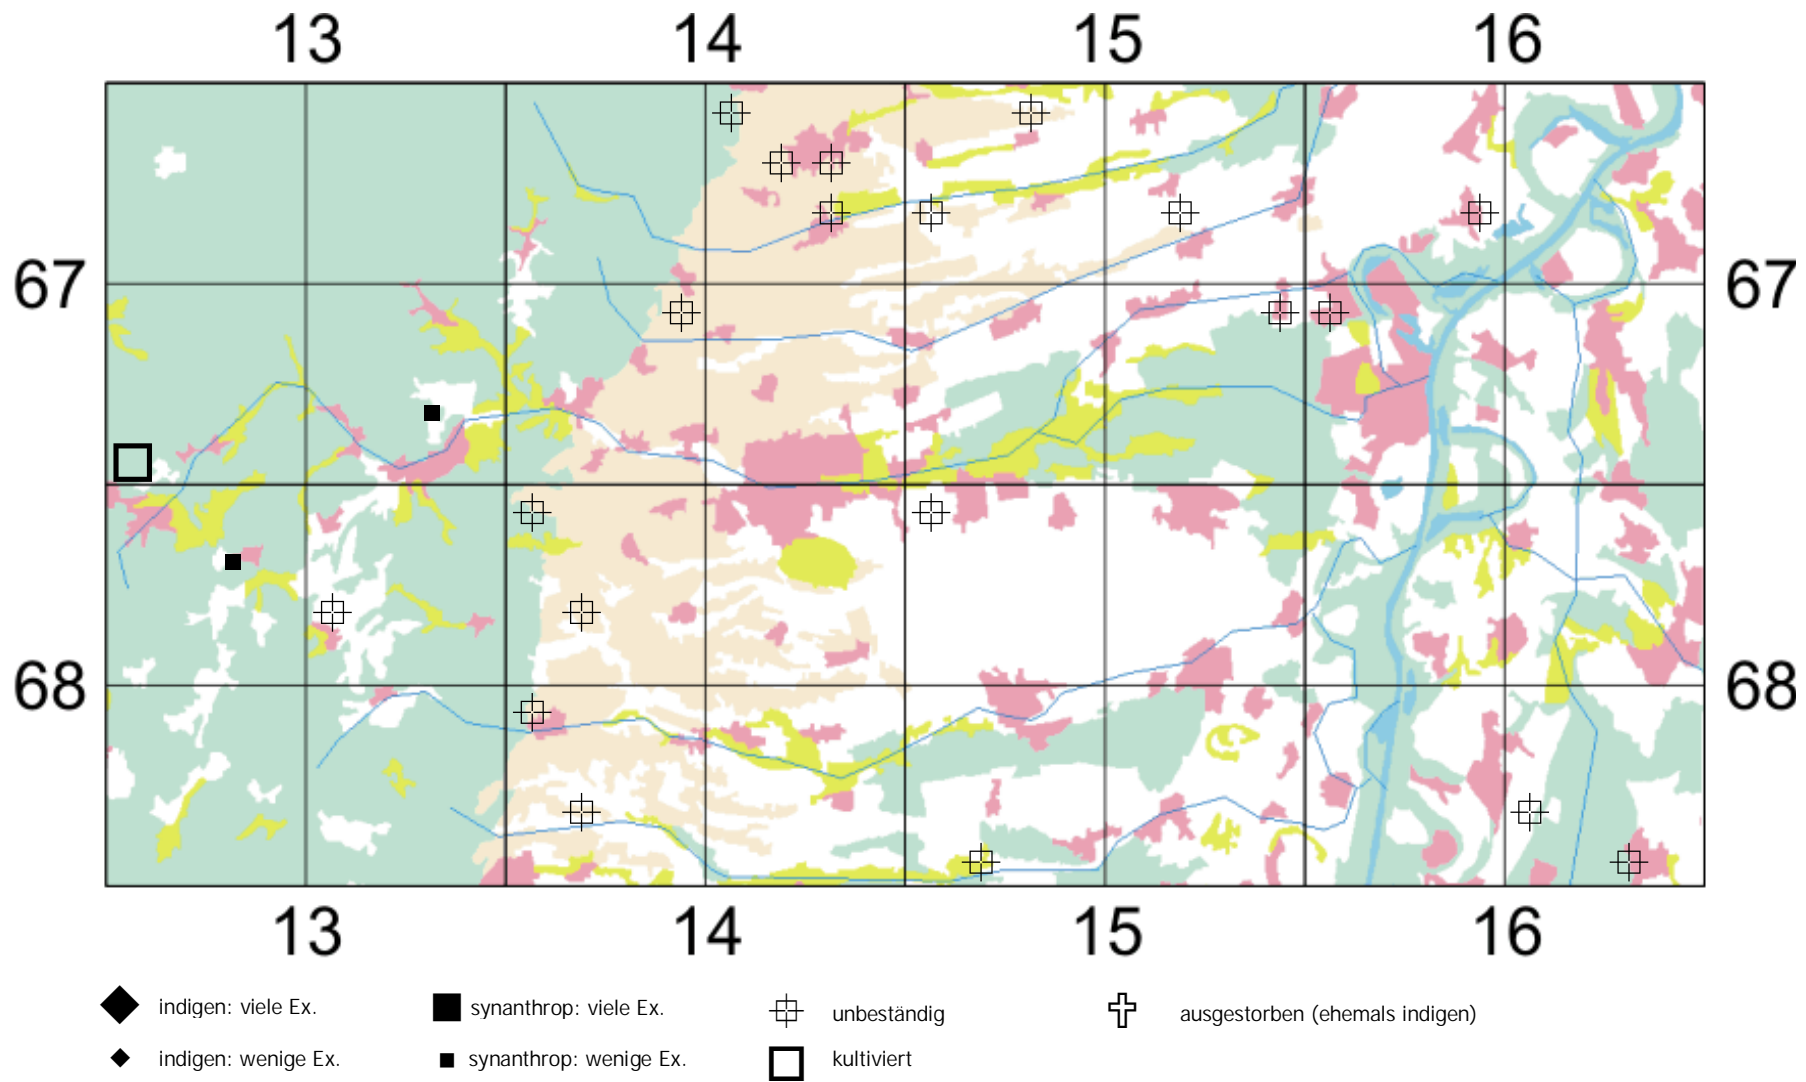 13 14 15 16
67 67
68 68
13 14 15 16
indigen: viele Ex. synanthrop: viele Ex. unbeständig ausgestorben (ehemals indigen)
indigen: wenige Ex. synanthrop: wenige Ex. kultiviert